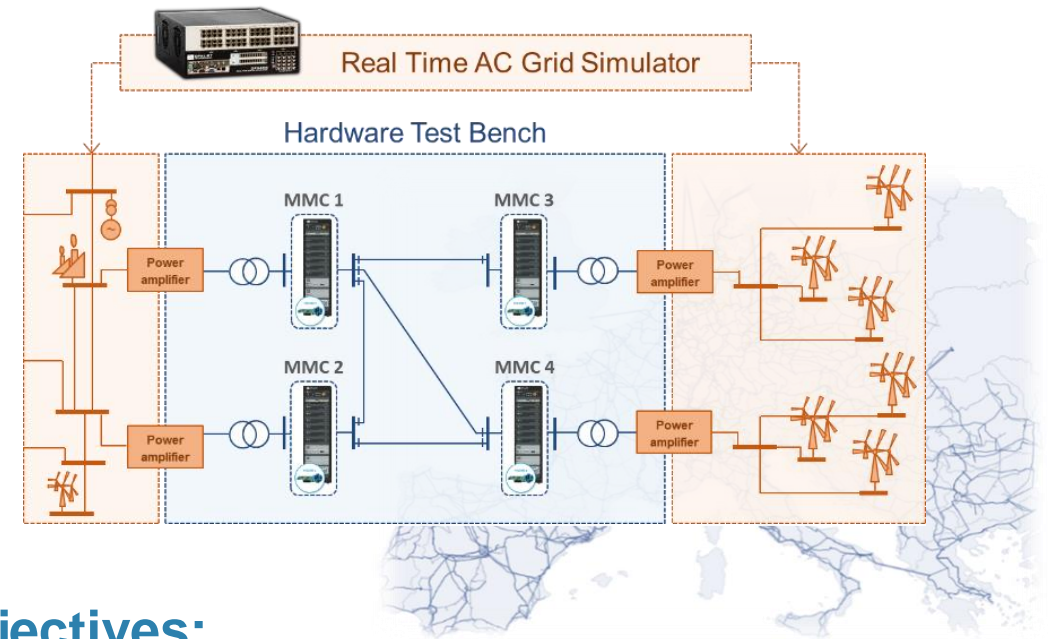 Real Time AC Grid Simulator
Hardware Test Bench
MMC 1
MMC 3
Power
amplifier
Power
amplifier
MMC 2
MMC 4
Power
amplifier
Power
amplifier
jectives: